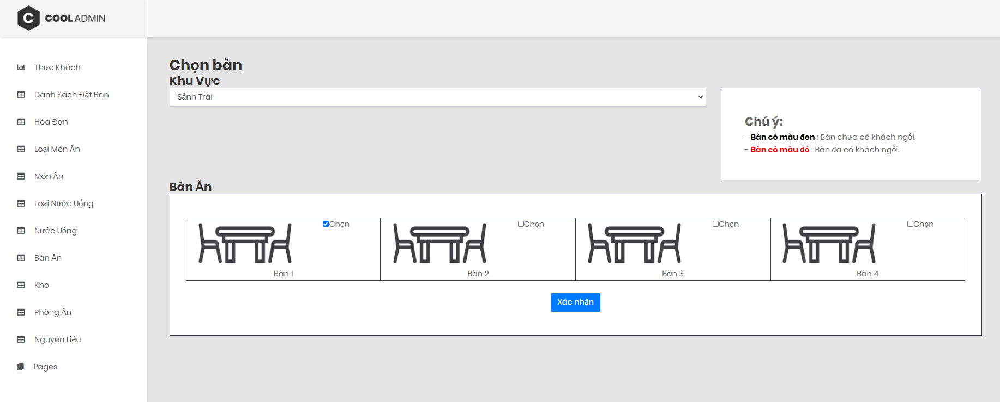 C COOL ADMIN
Thực Khách
Danh Sách Đặt Bàn
Hóa Đơn
Loại Món Ăn
Món Ăn
Loại Nước Uống
Nước Uống
Bàn Ăn
Kho
Phòng Ăn
Nguyên Liệu
Pages
Chọn bàn
Khu Vực
Sảnh Trái
Chú ý:
- Bàn có màu đen : Bàn chưa có khách ngồi.
- Bàn có màu đỏ : Bàn đã có khách ngồi.
Bàn Ăn
Chọn
Bàn 1
Chọn
Bàn 2
Chọn
Bàn 3
Chọn
Bàn 4
Xác nhận